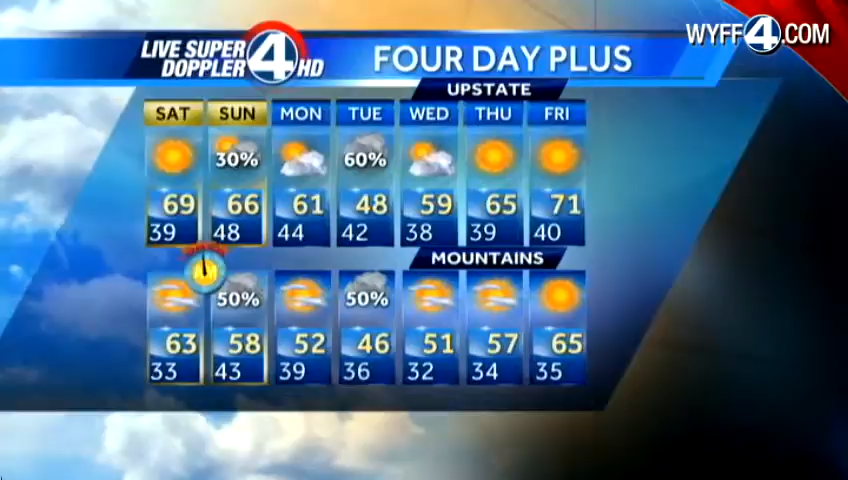 WYFF4.COM
LIVE SUPER DOPPLER 4 HD
FOUR DAY PLUS
UPSTATE
SAT SUN MON TUE WED THU FRI
30% 60%
69 66 61 48 59 65 71
39 48 44 42 38 39 40
MOUNTAINS
50% 50%
63 58 52 46 51 57 65
33 43 39 36 32 34 35